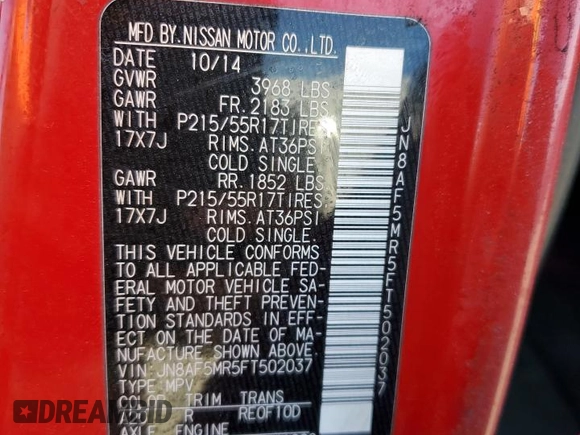 MFD BY.NISSAN MOTOR CO.,LTD.
DATE 10/14
GVWR 3968 LBS
GAWR FR. 2183 LBS
WITH P215/55R17TIRES
17X7J RIMS. AT36PSI
COLD SINGLE.
GAWR RR. 1852 LBS
WITH P215/55R17TIRES
17X7J RIMS. AT36PSI
COLD SINGLE.
THIS VEHICLE CONFORMS
TO ALL APPLICABLE FED-
ERAL MOTOR VEHICLE SA-
FETY AND THEFT PREVEN-
TION STANDARDS IN EFF-
ECT ON THE DATE OF MA-
NUFACTURE SHOWN ABOVE.
VIN: JN8AF5MR5FT502037
TYPE: MPV
TRIM TRANS
R REOFTOD
AXLE ENGINE
JN8AF5MR5FT502037
DREAMBID